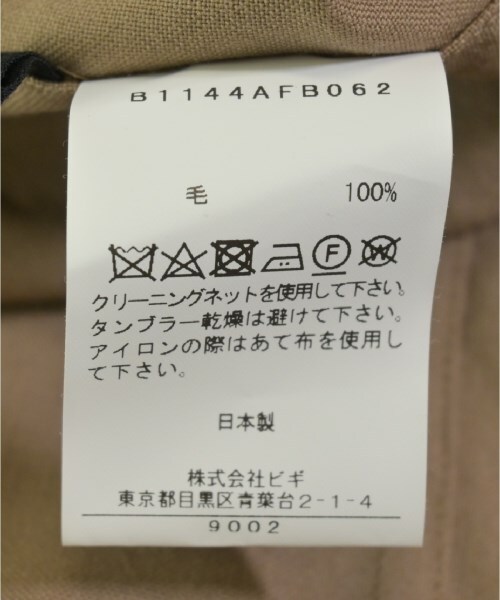 B1144AFB062
毛 100%
F W
クリーニングネットを使用して下さい。
タンブラー乾燥は避けて下さい。
アイロンの際はあて布を使用し
て下さい。
日本製
株式会社ビギ
東京都目黒区青葉台2-1-4
9002